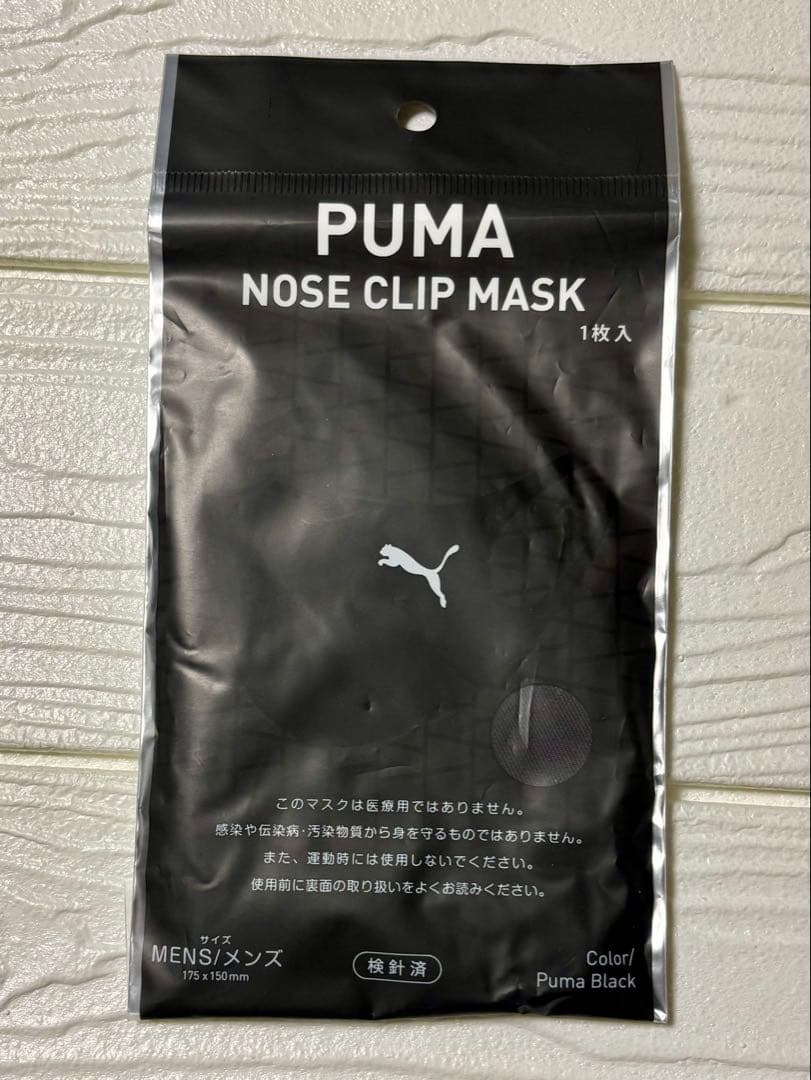 PUMA
NOSE CLIP MASK
1枚入
このマスクは医療用ではありません。
感染や伝染病・汚染物質から身を守るものではありません。
また、運動時には使用しないでください。
使用前に裏面の取り扱いをよくお読みください。
サイズ
MENS/メンズ
175 x 150mm
検針済
Color/
Puma Black